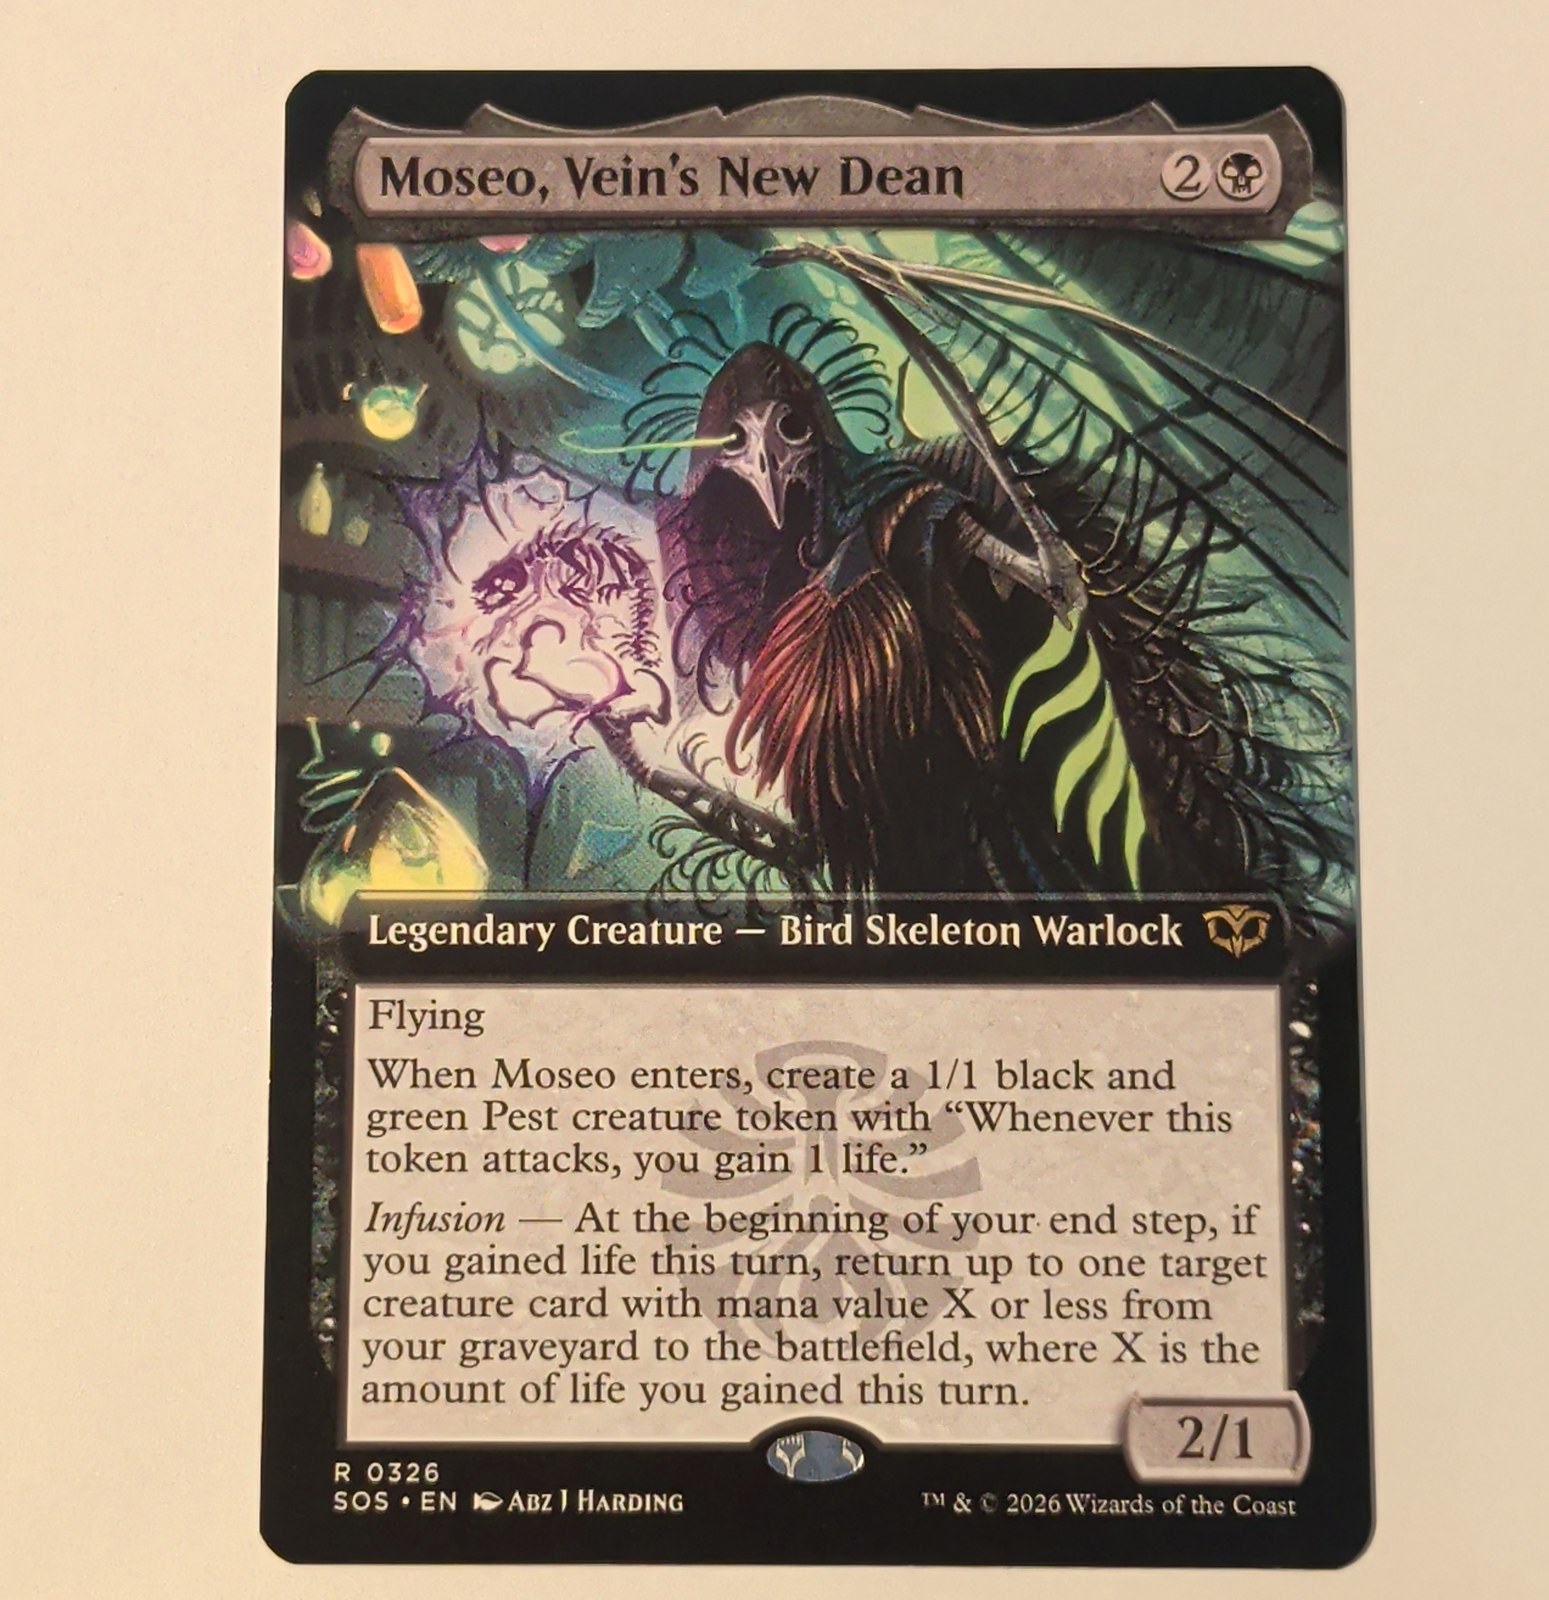 Moseo, Vein's New Dean 2
Legendary Creature — Bird Skeleton Warlock
Flying
When Moseo enters, create a 1/1 black and
green Pest creature token with “Whenever this
token attacks, you gain 1 life.”
Infusion — At the beginning of your end step, if
you gained life this turn, return up to one target
creature card with mana value X or less from
your graveyard to the battlefield, where X is the
amount of life you gained this turn.
2/1
R 0326
SOS • EN ABZ J HARDING
™ & © 2026 Wizards of the Coast